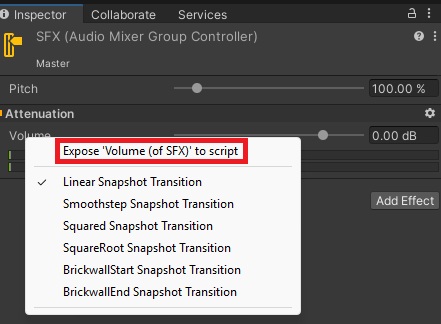 Inspector
Collaborate
Services
SFX (Audio Mixer Group Controller)
Master
Pitch
100.00 %
Attenuation
Volume
0.00 dB
Expose 'Volume (of SFX)' to script
Linear Snapshot Transition
Smoothstep Snapshot Transition
Squared Snapshot Transition
SquareRoot Snapshot Transition
BrickwallStart Snapshot Transition
BrickwallEnd Snapshot Transition
Add Effect